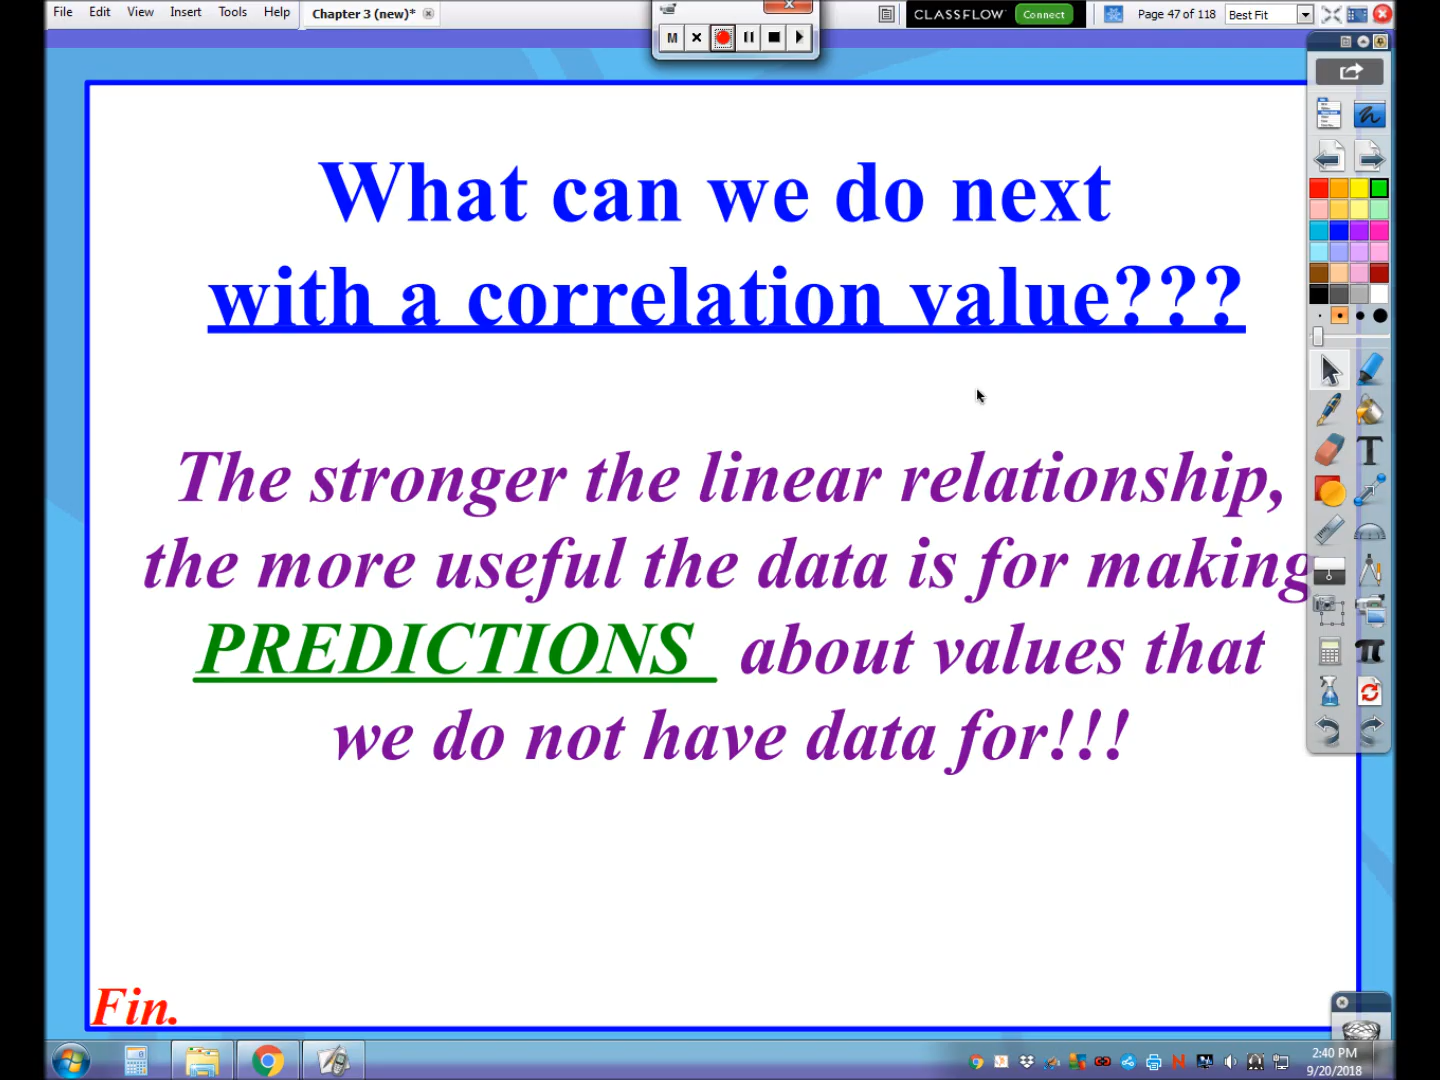 File Edit View Insert Tools Help Chapter 3 (new)* CLASSFLOW Connect Page 47 of 118 Best Fit
M
What can we do next
with a correlation value???
The stronger the linear relationship,
the more useful the data is for making
PREDICTIONS about values that
we do not have data for!!!
Fin.
2:40 PM
9/20/2018